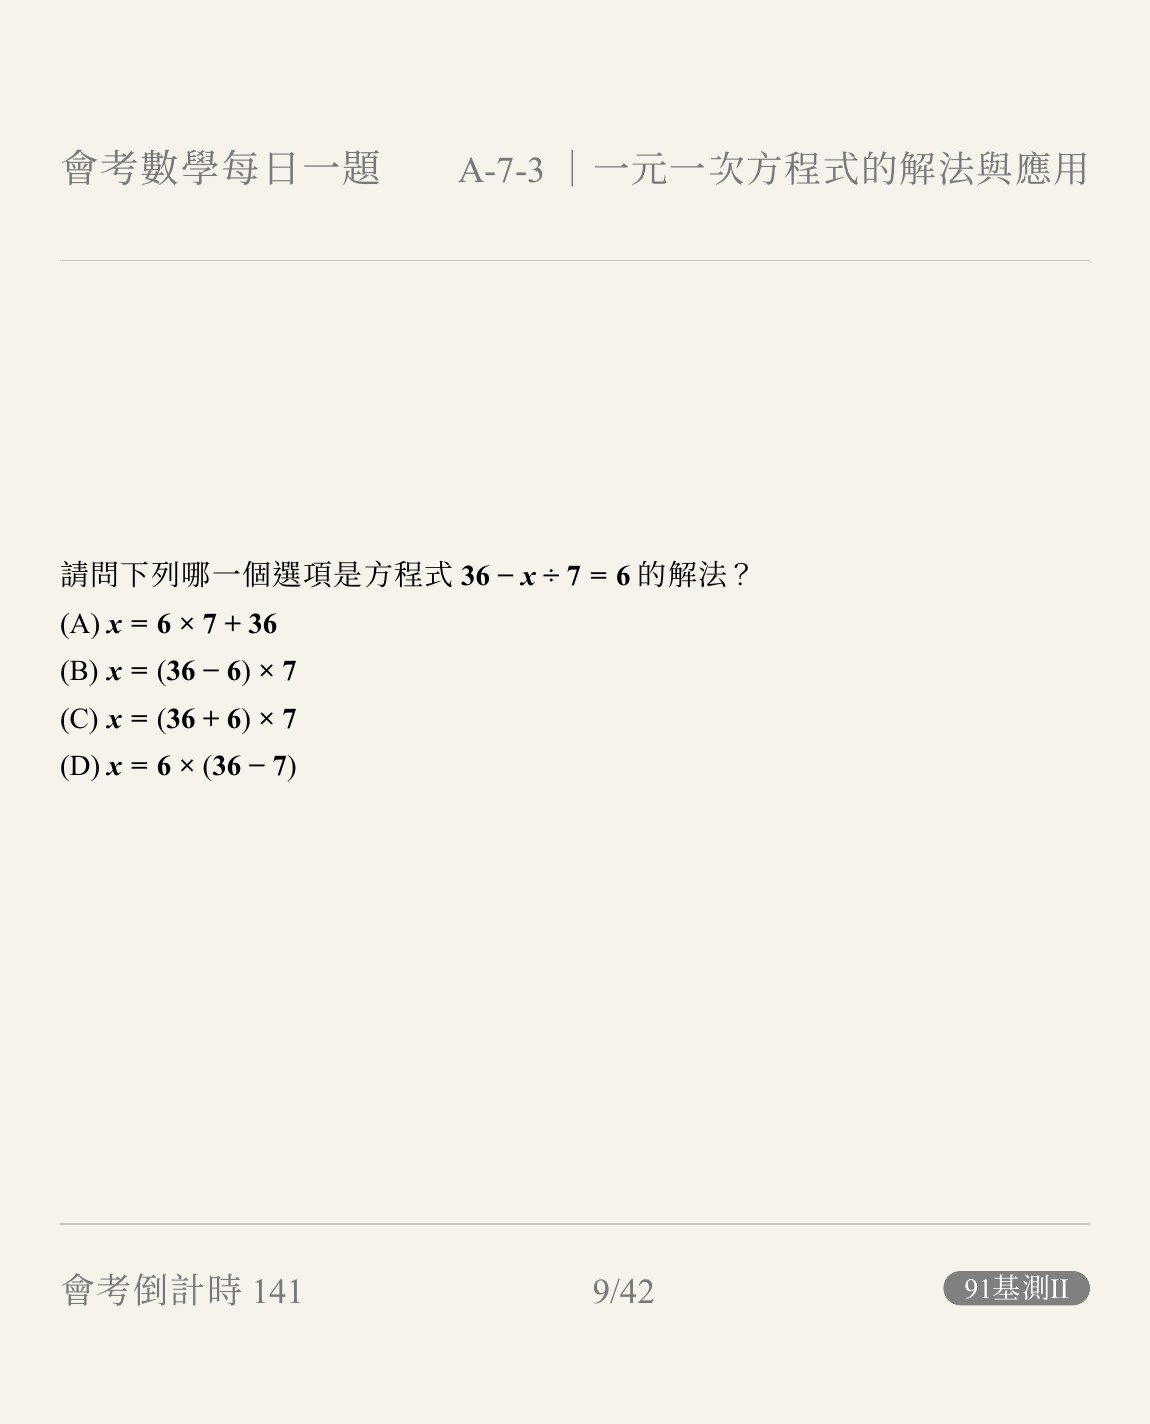 會考數學每日一題
A-7-3｜一元一次方程式的解法與應用
請問下列哪一個選項是方程式 36 − x ÷ 7 = 6 的解法？
(A) x = 6 × 7 + 36
(B) x = (36 − 6) × 7
(C) x = (36 + 6) × 7
(D) x = 6 × (36 − 7)
會考倒計時 141
9/42
91基測II